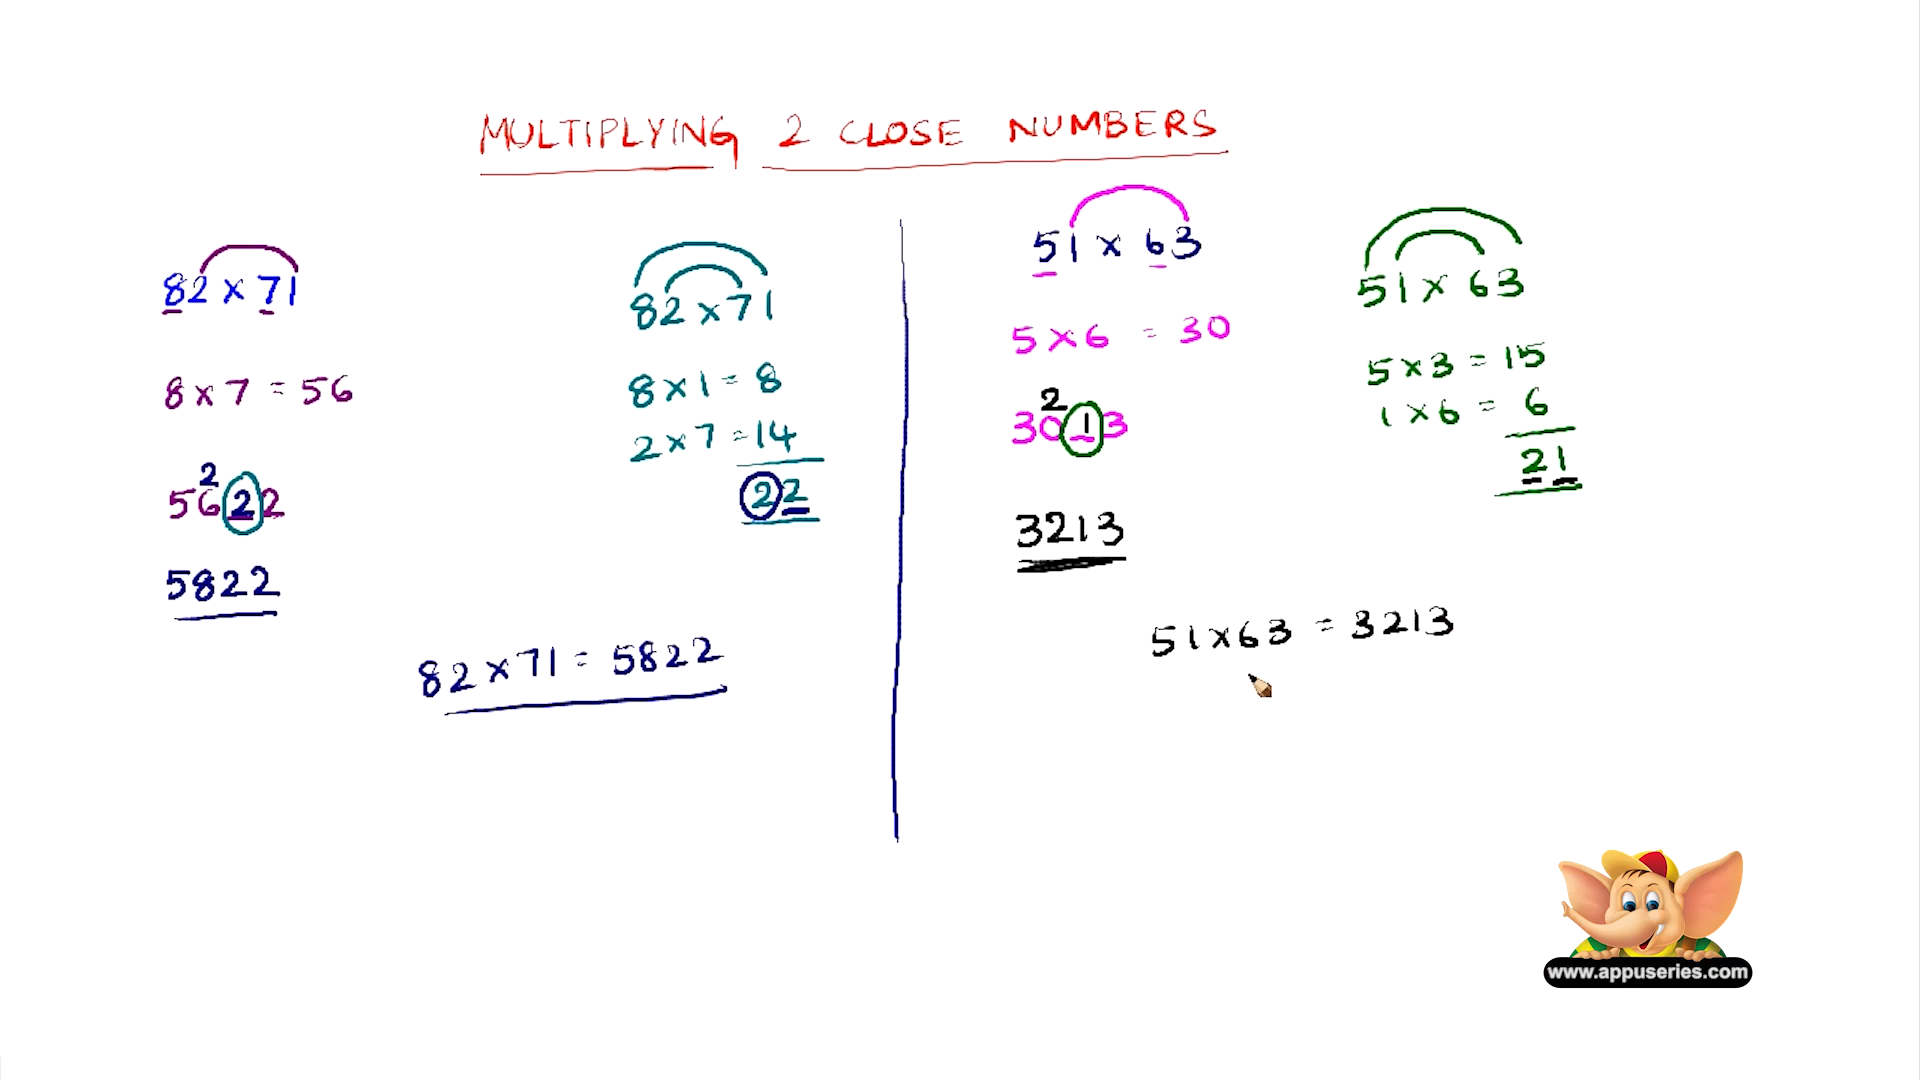 MULTIPLYING 2 CLOSE NUMBERS
82 x 71
8 x 7 = 56
2
5622
5822
82 x 71
8 x 1 = 8
2 x 7 = 14
22
82 x 71 = 5822
51 x 63
5 x 6 = 30
2
3013
3213
51 x 63
5 x 3 = 15
1 x 6 = 6
21
51 x 63 = 3213
www.appuseries.com